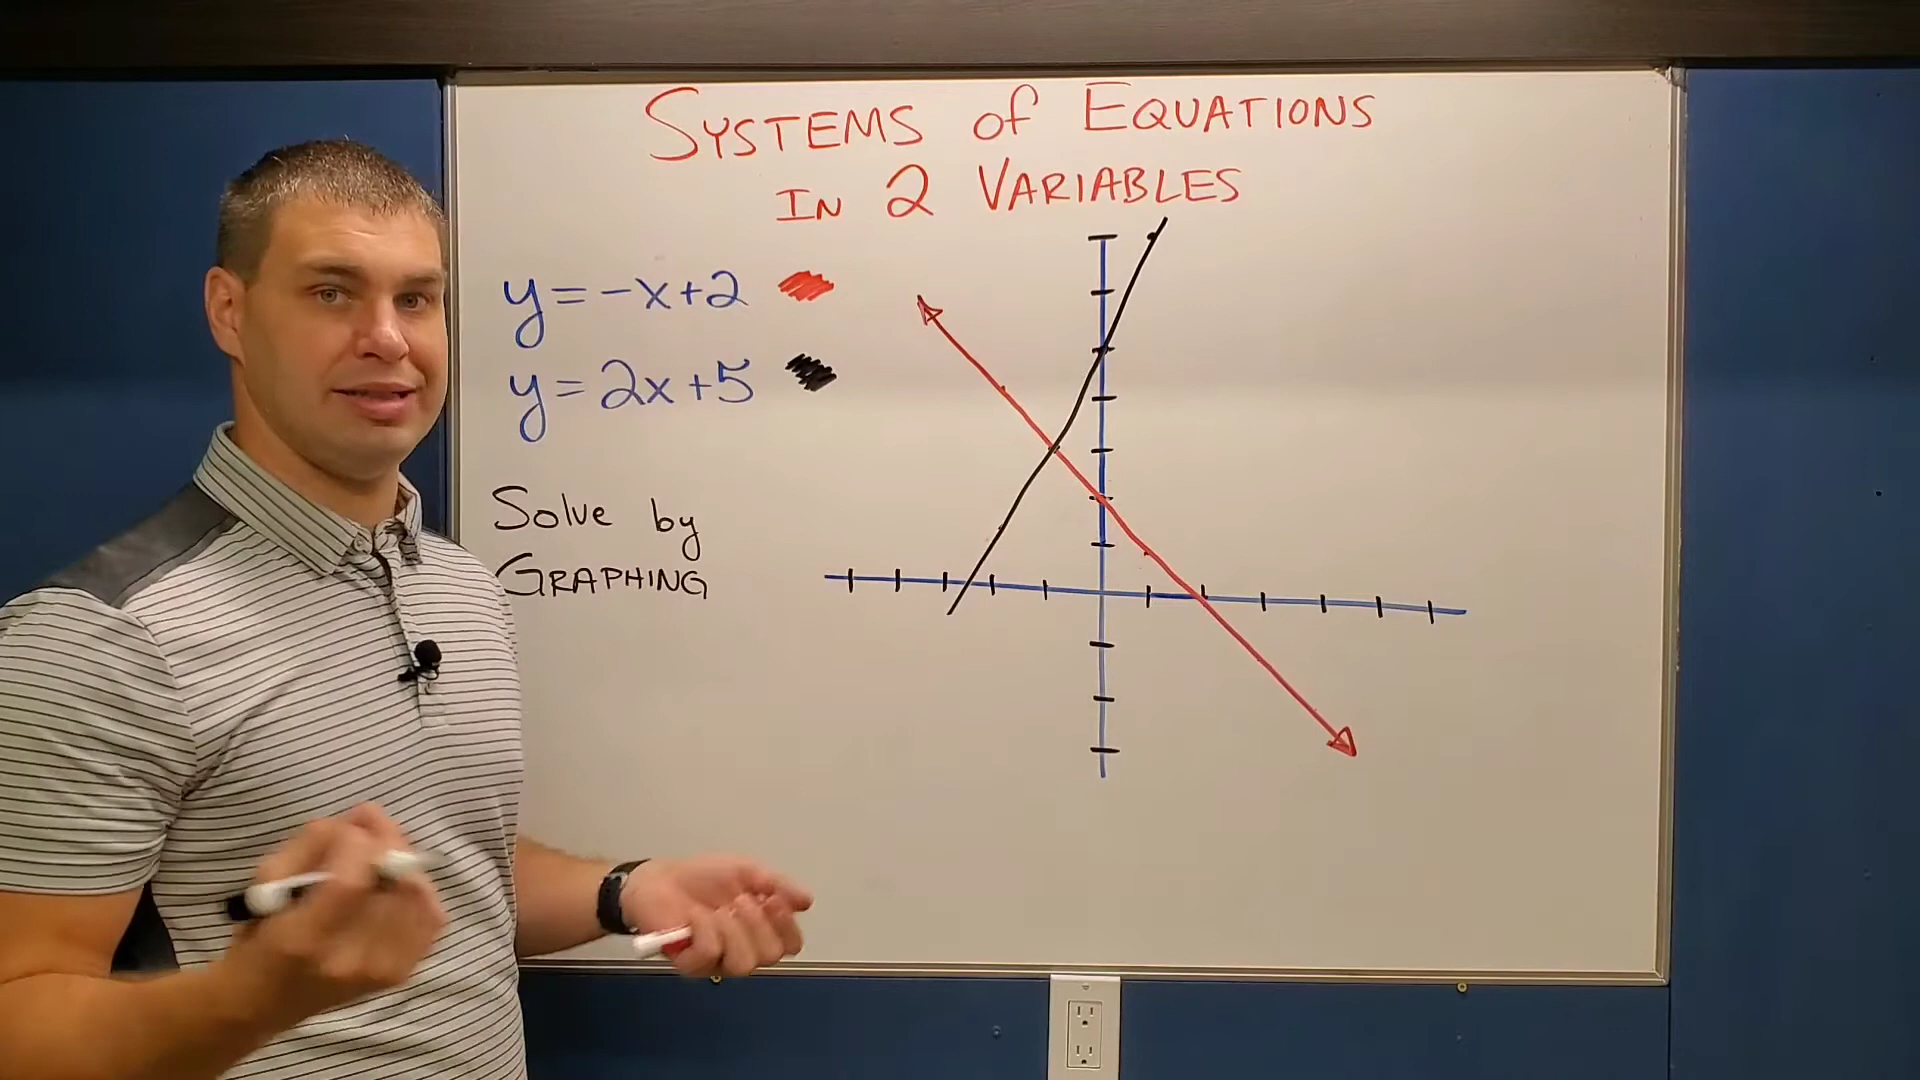 SYSTEMS of EQUATIONS
IN 2 VARIABLES
y=-x+2
y=2x+5
Solve by
GRAPHING